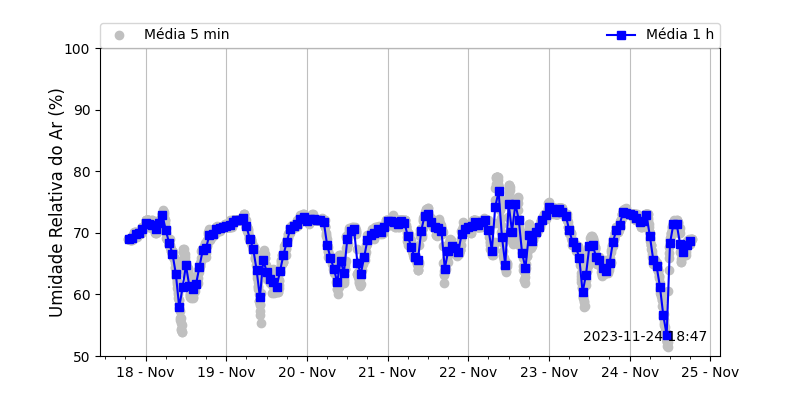 Média 5 min
Média 1 h
100
90
80
70
60
50
Umidade Relativa do Ar (%)
2023-11-24 18:47
18 - Nov
19 - Nov
20 - Nov
21 - Nov
22 - Nov
23 - Nov
24 - Nov
25 - Nov